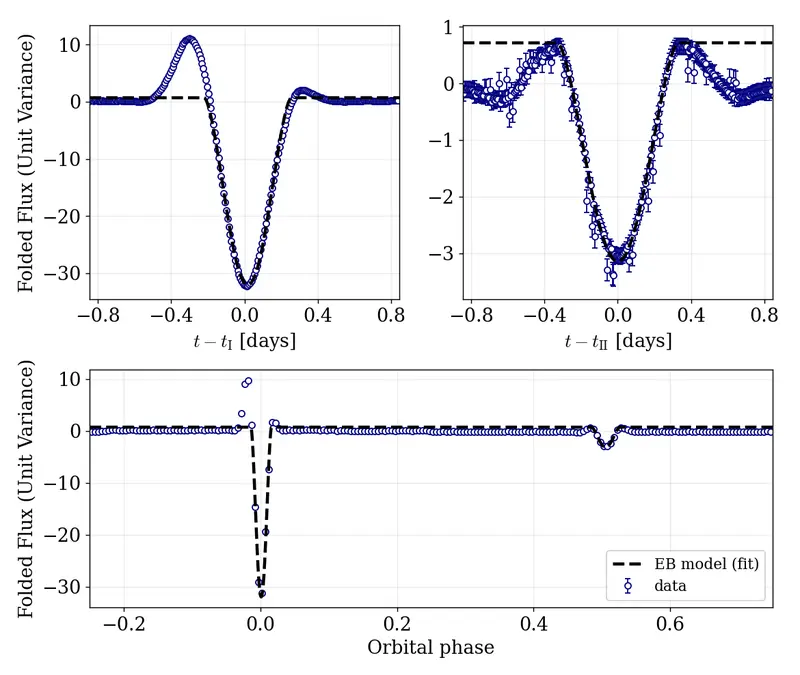 Folded Flux (Unit Variance)
10
0
−10
−20
−30
−0.8 −0.4 0.0 0.4 0.8
t − tI [days]
1
0
−1
−2
−3
−0.8 −0.4 0.0 0.4 0.8
t − tII [days]
Folded Flux (Unit Variance)
10
0
−10
−20
−30
−0.2 0.0 0.2 0.4 0.6
Orbital phase
EB model (fit)
data